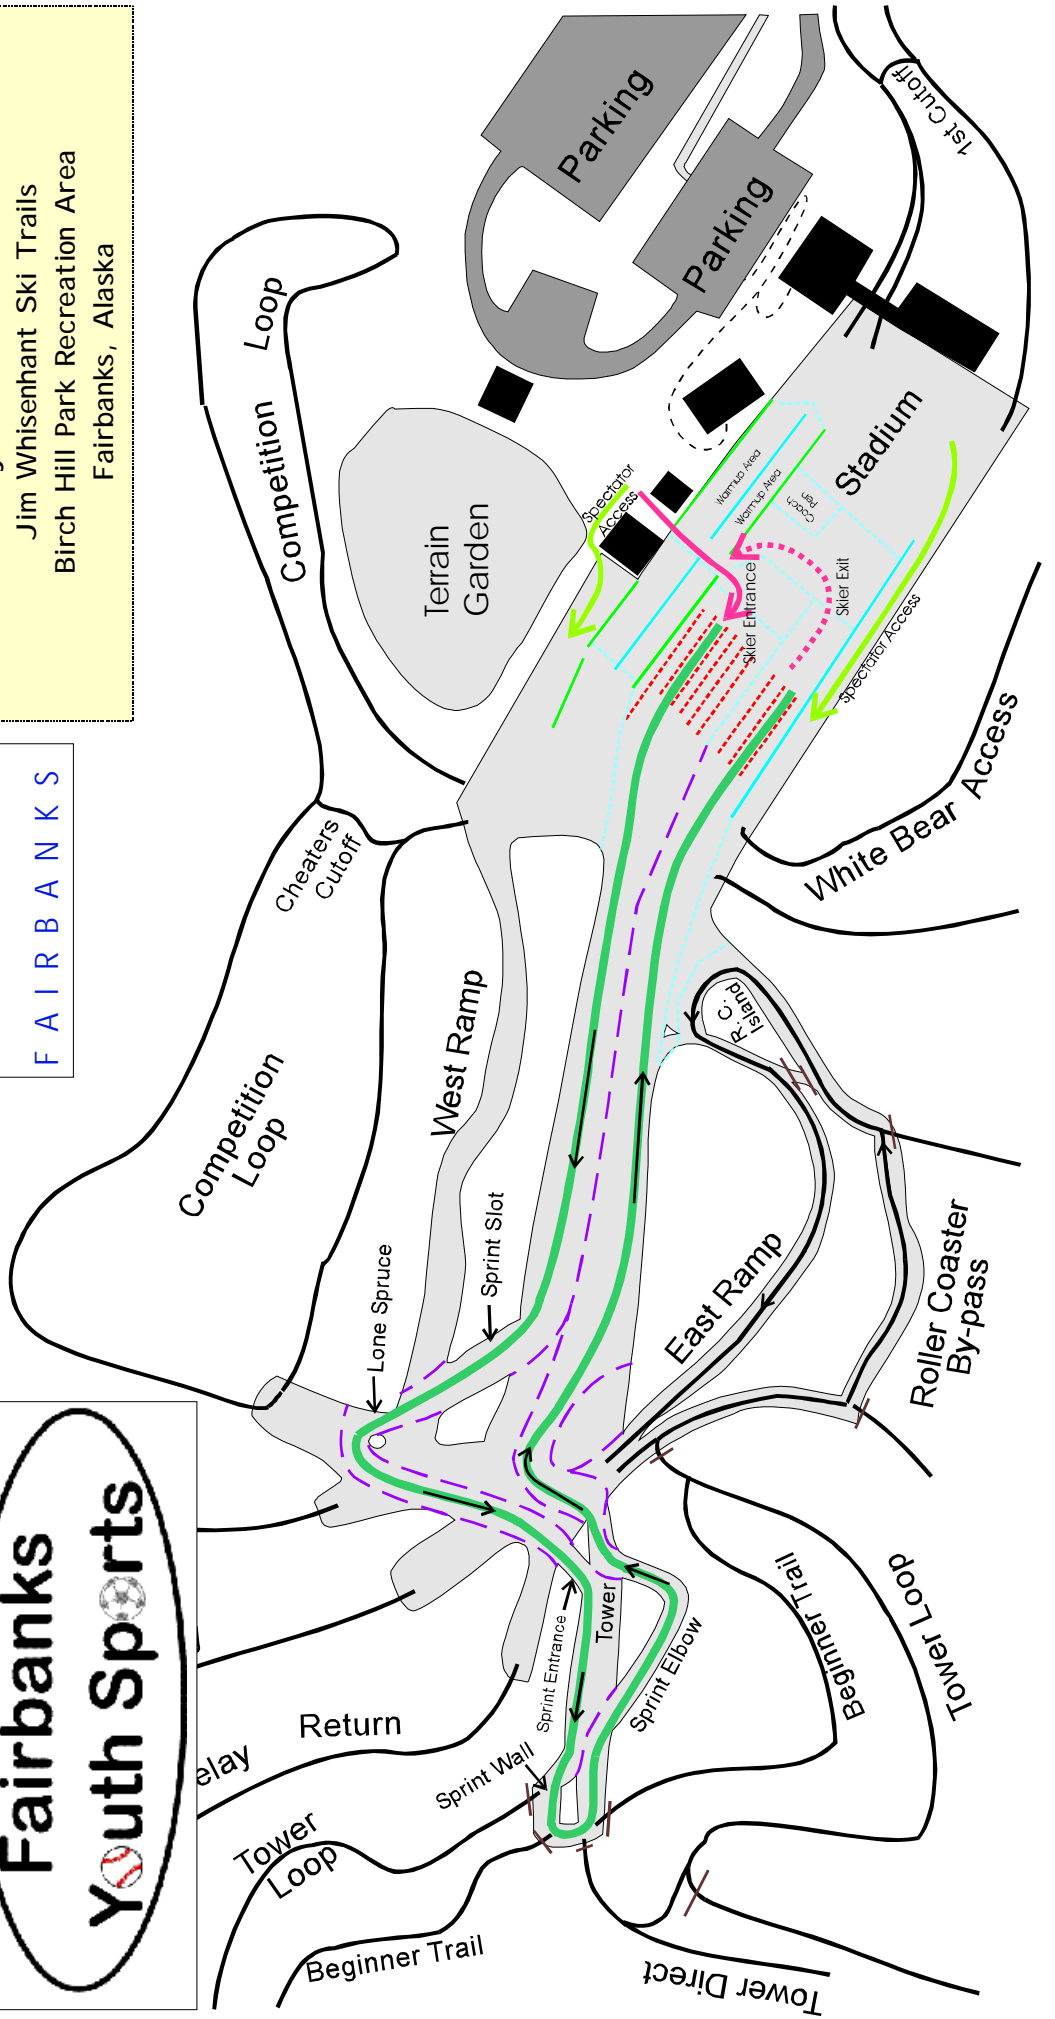 Jim Whisenhant Ski Trails
Birch Hill Park Recreation Area
Fairbanks, Alaska
FAIRBANKS
Fairbanks
Youth Sports
Parking
Parking
1st Cutoff
Loop
Competition
Terrain
Garden
Spectator
Access
Warmup Area
Warmup Area
Coach
Pen
Stadium
Skier Entrance
Skier Exit
Spectator Access
White Bear Access
Cheaters
Cutoff
Competition
Loop
West Ramp
R.C.
Island
Sprint Slot
Lone Spruce
East Ramp
Roller Coaster
By-pass
Sprint Entrance
Tower
Sprint Elbow
Beginner Trail
Tower Loop
Return
elay
Sprint Wall
Tower
Loop
Beginner Trail
Tower Direct